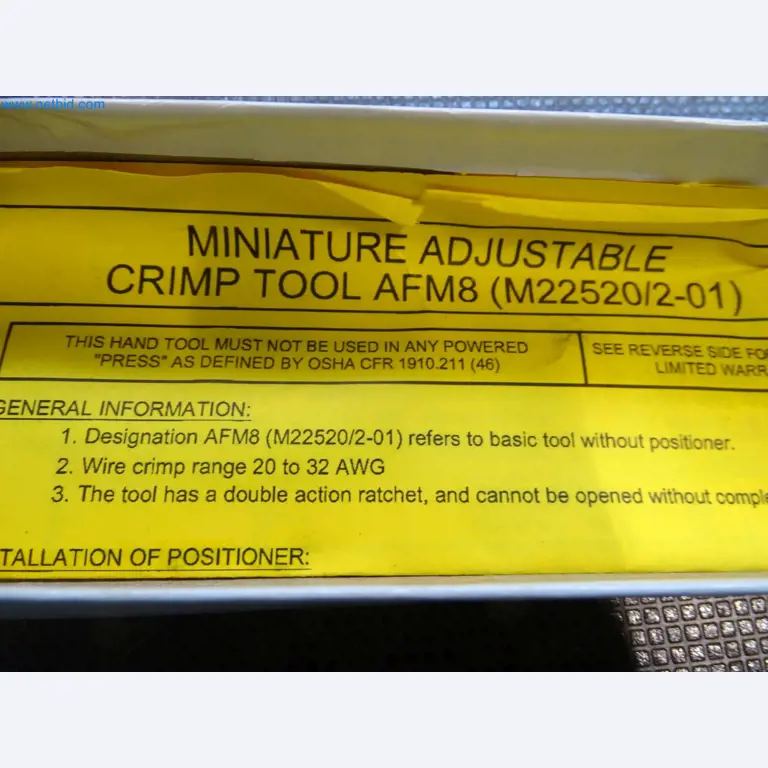 www.netbid.com
MINIATURE ADJUSTABLE
CRIMP TOOL AFM8 (M22520/2-01)
THIS HAND TOOL MUST NOT BE USED IN ANY POWERED
"PRESS" AS DEFINED BY OSHA CFR 1910.211 (46)
SEE REVERSE SIDE FO
LIMITED WARR
GENERAL INFORMATION:
1. Designation AFM8 (M22520/2-01) refers to basic tool without positioner.
2. Wire crimp range 20 to 32 AWG
3. The tool has a double action ratchet, and cannot be opened without comple
TALLATION OF POSITIONER: